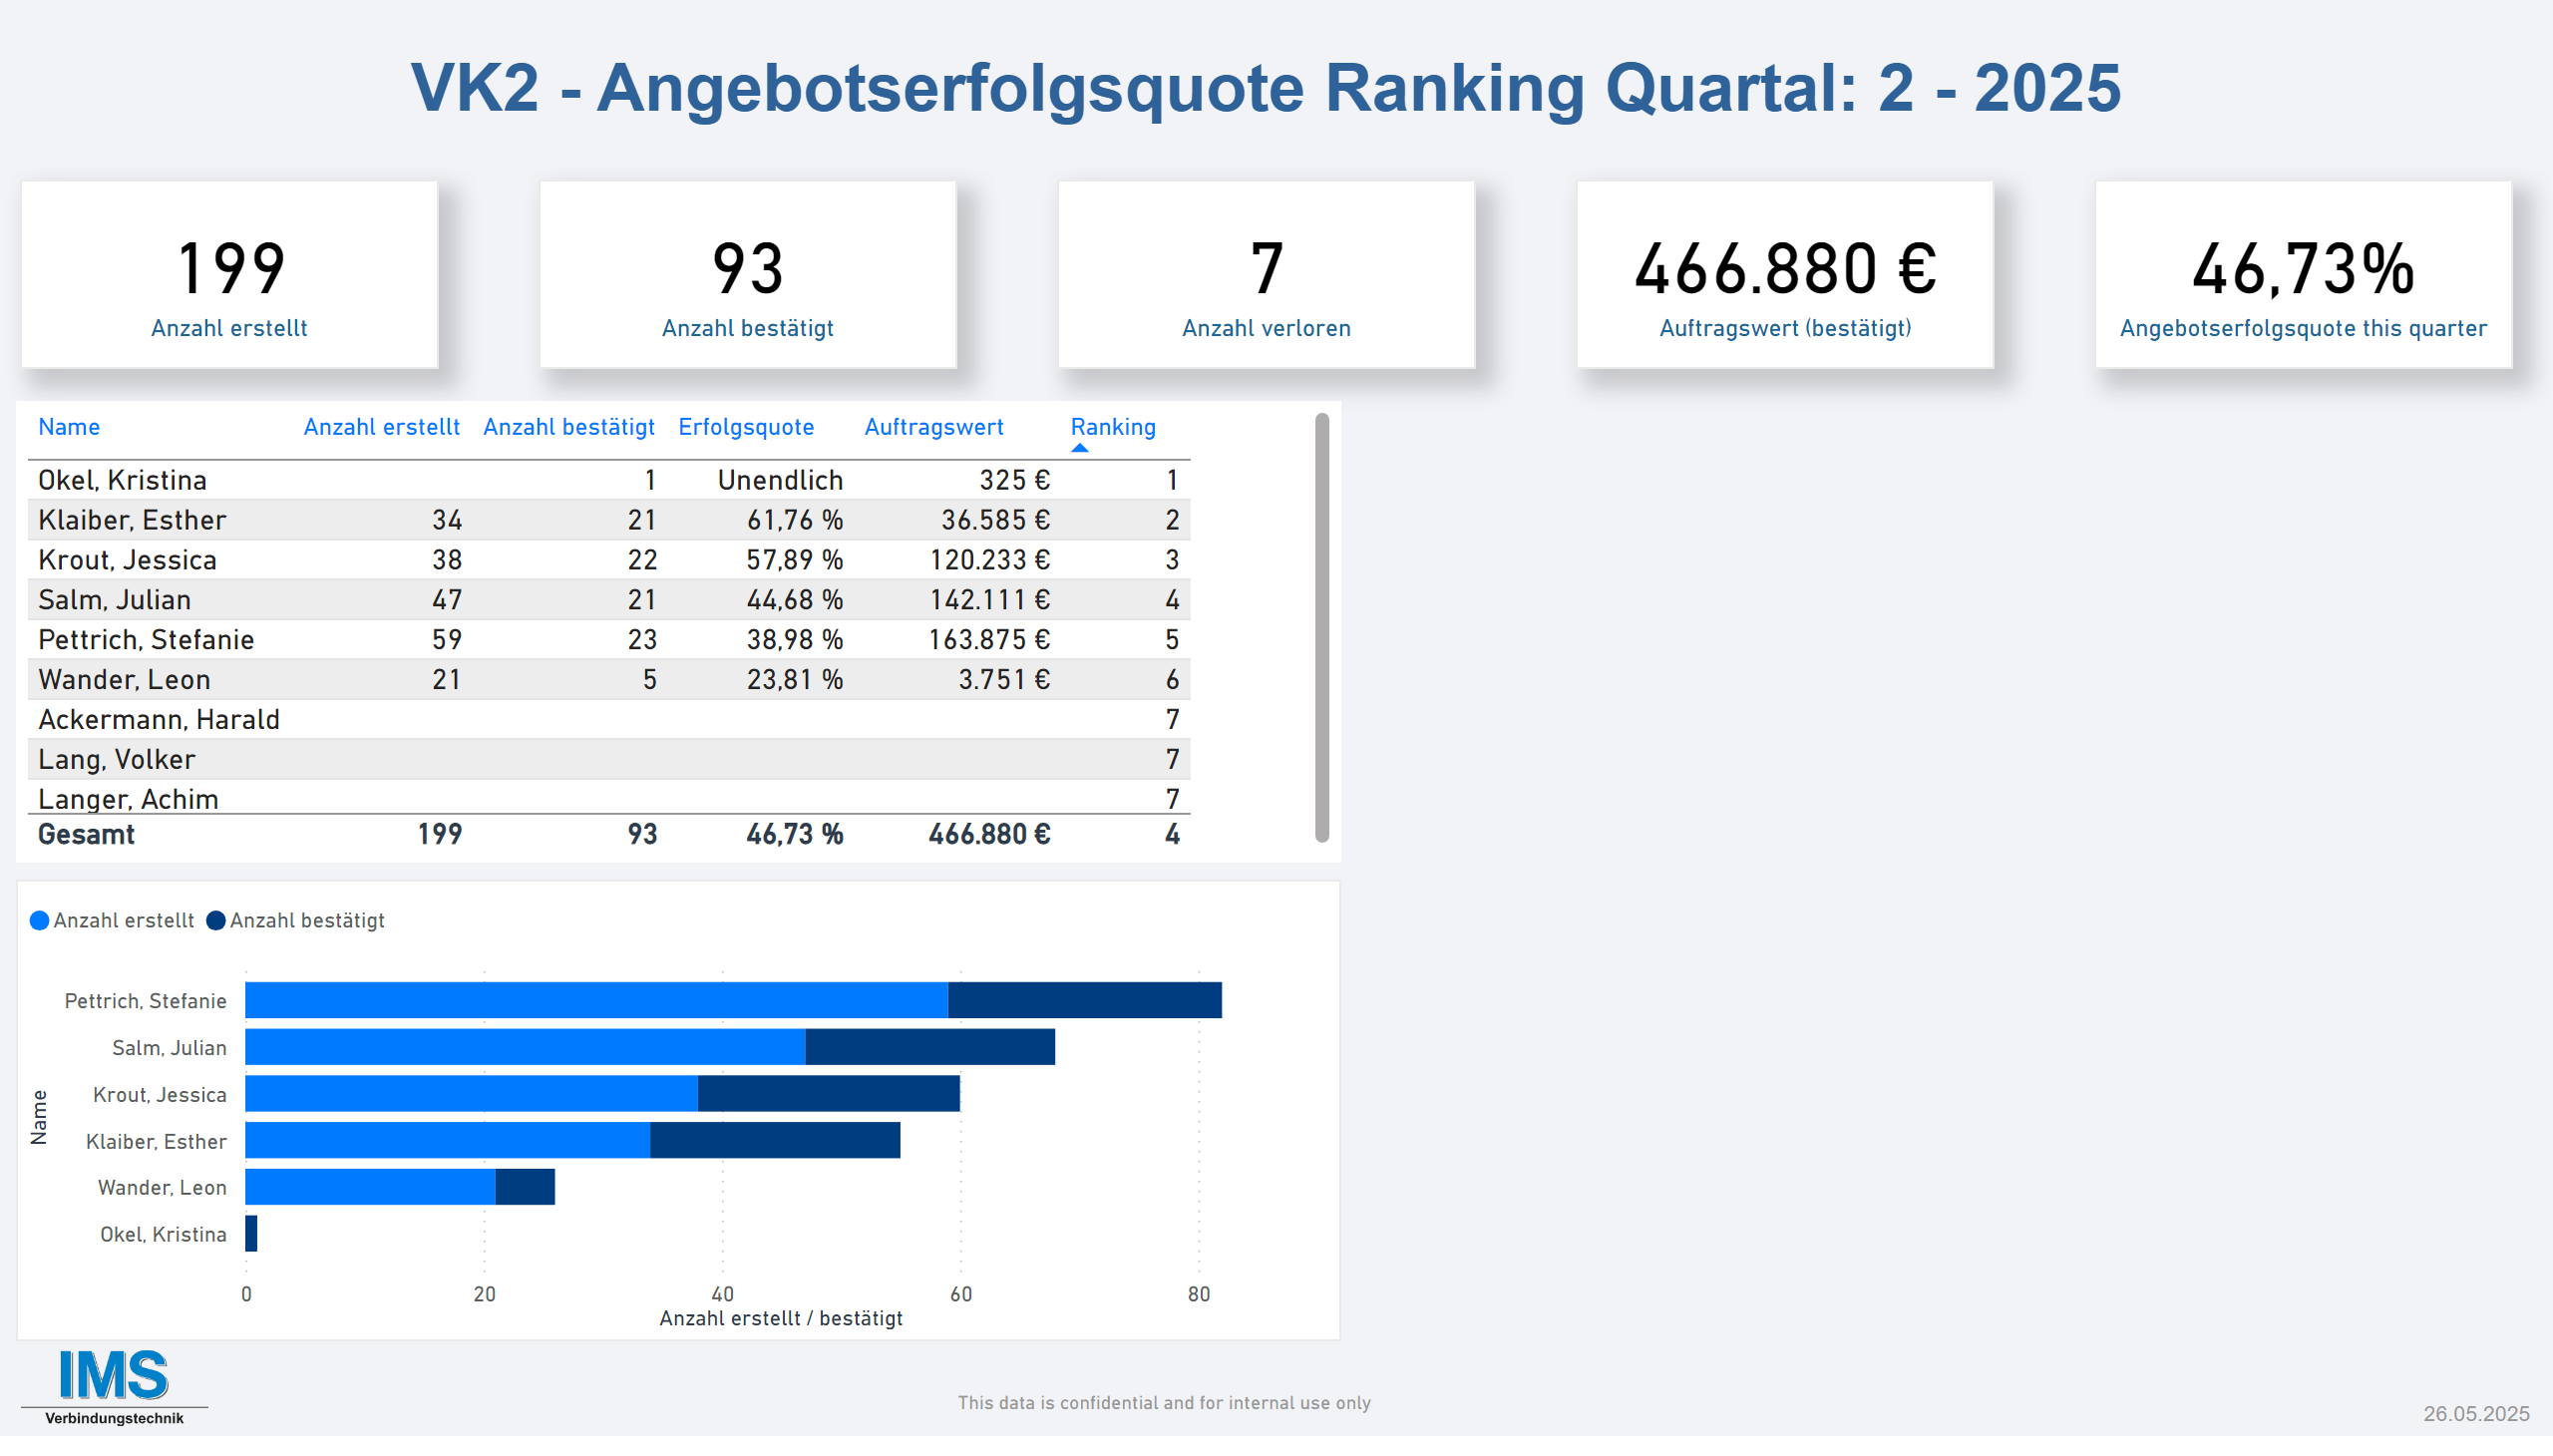 VK2 - Angebotserfolgsquote Ranking Quartal: 2 - 2025
199
Anzahl erstellt
93
Anzahl bestätigt
7
Anzahl verloren
466.880 €
Auftragswert (bestätigt)
46,73%
Angebotserfolgsquote this quarter
Name Anzahl erstellt Anzahl bestätigt Erfolgsquote Auftragswert Ranking
Okel, Kristina 1 Unendlich 325 € 1
Klaiber, Esther 34 21 61,76 % 36.585 € 2
Krout, Jessica 38 22 57,89 % 120.233 € 3
Salm, Julian 47 21 44,68 % 142.111 € 4
Pettrich, Stefanie 59 23 38,98 % 163.875 € 5
Wander, Leon 21 5 23,81 % 3.751 € 6
Ackermann, Harald 7
Lang, Volker 7
Langer, Achim 7
Gesamt 199 93 46,73 % 466.880 € 4
Anzahl erstellt Anzahl bestätigt
Name
Pettrich, Stefanie
Salm, Julian
Krout, Jessica
Klaiber, Esther
Wander, Leon
Okel, Kristina
0 20 40 60 80
Anzahl erstellt / bestätigt
IMS
Verbindungstechnik
This data is confidential and for internal use only
26.05.2025